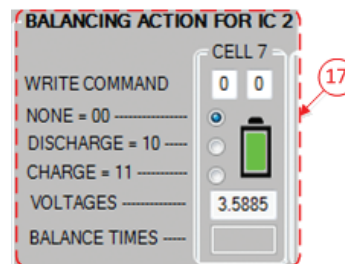 BALANCING ACTION FOR IC 2
CELL 7
WRITE COMMAND 0 0
17
NONE = 00 ---------------
DISCHARGE = 10 -----
CHARGE = 11 -----
VOLTAGES ------------- 3.5885
BALANCE TIMES -----